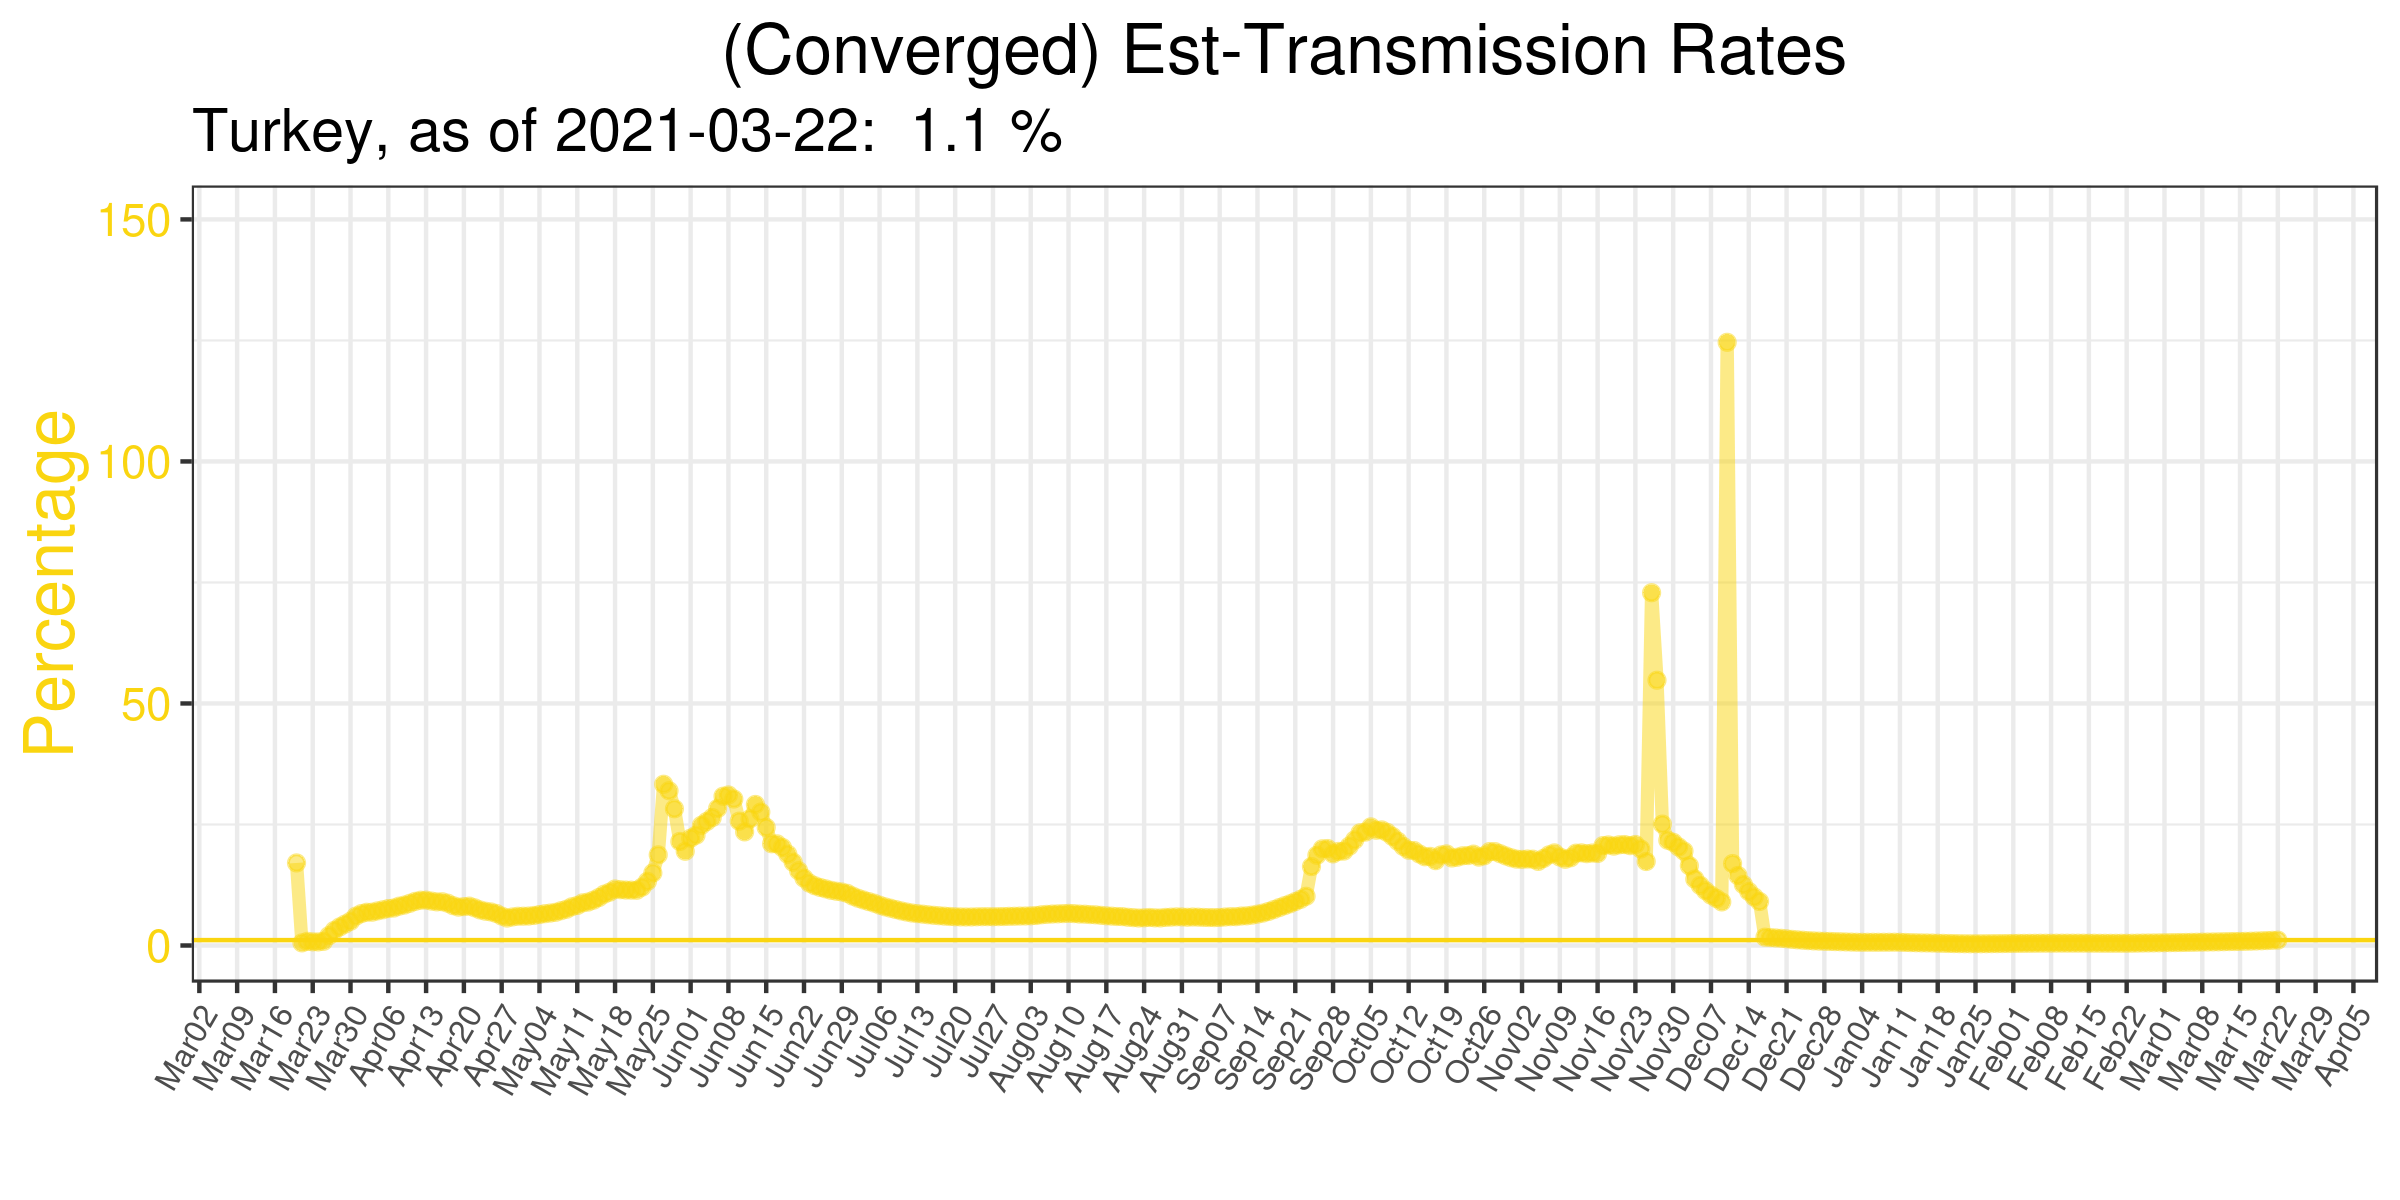 (Converged) Est-Transmission Rates
Turkey, as of 2021-03-22:  1.1 %
Percentage
150
100
50
0
Mar02
Mar09
Mar16
Mar23
Mar30
Apr06
Apr13
Apr20
Apr27
May04
May11
May18
May25
Jun01
Jun08
Jun15
Jun22
Jun29
Jul06
Jul13
Jul20
Jul27
Aug03
Aug10
Aug17
Aug24
Aug31
Sep07
Sep14
Sep21
Sep28
Oct05
Oct12
Oct19
Oct26
Nov02
Nov09
Nov16
Nov23
Nov30
Dec07
Dec14
Dec21
Dec28
Jan04
Jan11
Jan18
Jan25
Feb01
Feb08
Feb15
Feb22
Mar01
Mar08
Mar15
Mar22
Mar29
Apr05